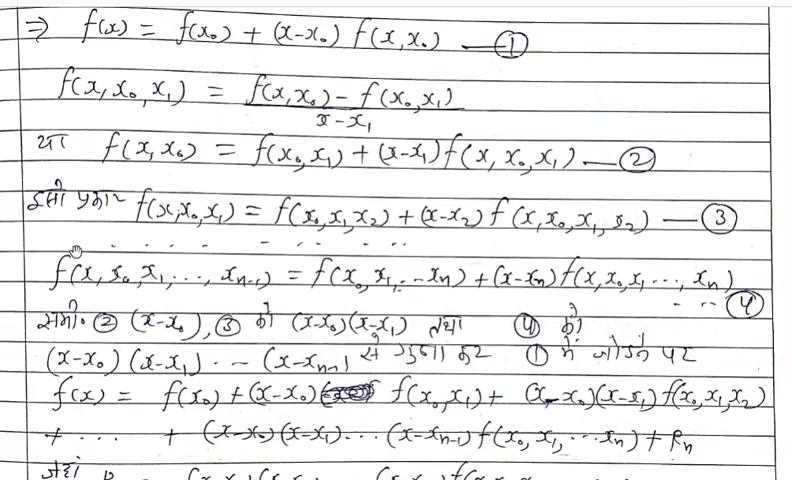 ⇒ f(x) = f(x₀) + (x-x₀) f(x,x₀) —①
f(x,x₀,x₁) = f(x,x₀) - f(x₀,x₁) / x-x₁
या f(x,x₀) = f(x₀,x₁) + (x-x₁) f(x,x₀,x₁) —②
इसी प्रकार f(x,x₀,x₁) = f(x₀,x₁,x₂) + (x-x₂) f(x,x₀,x₁,x₂) —③
f(x,x₀,x₁,...,xₙ₋₁) = f(x₀,x₁,...xₙ) + (x-xₙ) f(x,x₀,x₁...,xₙ) ....④
समी० ② (x-x₀), ③ को (x-x₀)(x-x₁) तथा ④ को
(x-x₀)(x-x₁)...(x-xₙ₋₁) से गुणा कर ① में जोड़ने पर
f(x) = f(x₀) + (x-x₀) f(x₀,x₁) + (x-x₀)(x-x₁) f(x₀,x₁,x₂)
+ ... + (x-x₀)(x-x₁)...(x-xₙ₋₁) f(x₀,x₁,...xₙ) + Rₙ
जहाँ